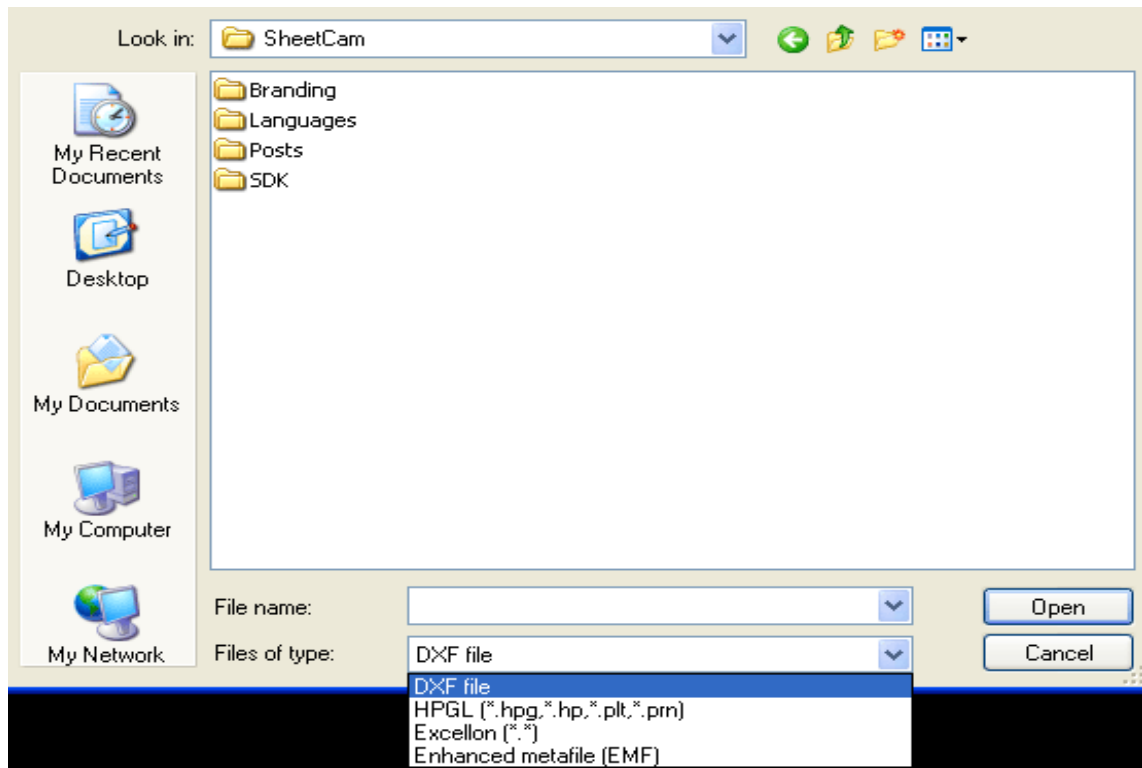 Look in:
SheetCam
My Recent
Documents
Desktop
My Documents
My Computer
My Network
Branding
Languages
Posts
SDK
File name:
Open
Files of type:
DXF file
Cancel
DXF file
HPGL (*.hpg,*.hp,*.plt,*.prn)
Excellon (*.*)
Enhanced metafile (EMF)